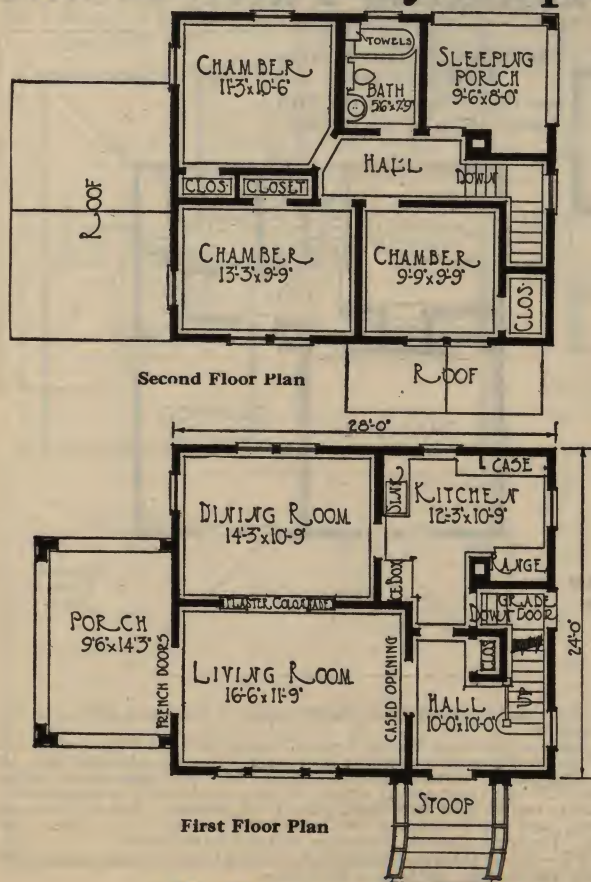 TOWELS
CHAMBER
11'-3"x10'-6"
BATH
5'6"x7'9"
SLEEPING
PORCH
9'-6"x8'-0"
HALL
DOWN
CLOS.
CLOSET
ROOF
CHAMBER
13'-3"x9'-9"
CHAMBER
9'-9"x9'-9"
CLOS.
Second Floor Plan
ROOF
28'-0"
CASE
SINK
KITCHEN
12'-3"x10'-9"
DINING ROOM
14'-3"x10'-9"
RANGE
ICE BOX
DOWN
GRADE
DOOR
PORCH
9'6"x14'3"
FRENCH DOORS
LIVING ROOM
16'-6"x11'-9"
CASED OPENING
CLOS
UP
HALL
10'-0"x10'-0"
24'-0"
STOOP
First Floor Plan